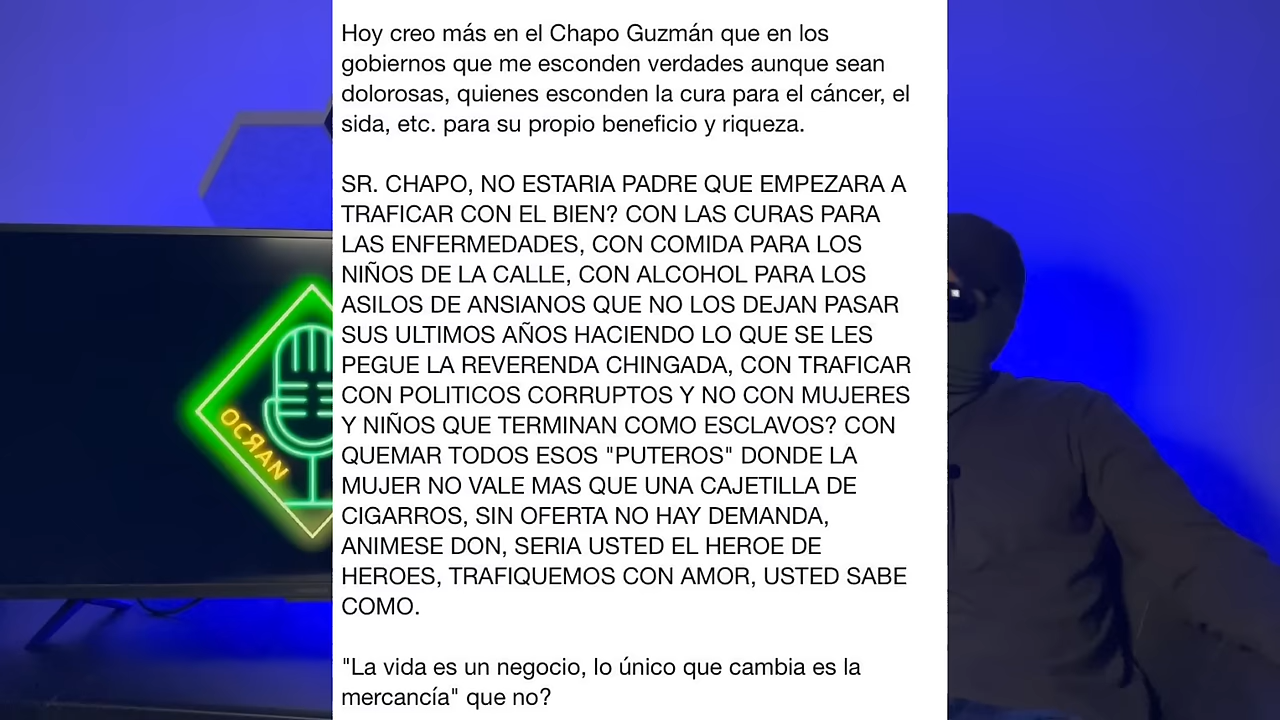 Hoy creo más en el Chapo Guzmán que en los
gobiernos que me esconden verdades aunque sean
dolorosas, quienes esconden la cura para el cáncer, el
sida, etc. para su propio beneficio y riqueza.
SR. CHAPO, NO ESTARIA PADRE QUE EMPEZARA A
TRAFICAR CON EL BIEN? CON LAS CURAS PARA
LAS ENFERMEDADES, CON COMIDA PARA LOS
NIÑOS DE LA CALLE, CON ALCOHOL PARA LOS
ASILOS DE ANSIANOS QUE NO LOS DEJAN PASAR
SUS ULTIMOS AÑOS HACIENDO LO QUE SE LES
PEGUE LA REVERENDA CHINGADA, CON TRAFICAR
CON POLITICOS CORRUPTOS Y NO CON MUJERES
Y NIÑOS QUE TERMINAN COMO ESCLAVOS? CON
QUEMAR TODOS ESOS "PUTEROS" DONDE LA
MUJER NO VALE MAS QUE UNA CAJETILLA DE
CIGARROS, SIN OFERTA NO HAY DEMANDA,
ANIMESE DON, SERIA USTED EL HEROE DE
HEROES, TRAFIQUEMOS CON AMOR, USTED SABE
COMO.
"La vida es un negocio, lo único que cambia es la
mercancía" que no?
NARCO